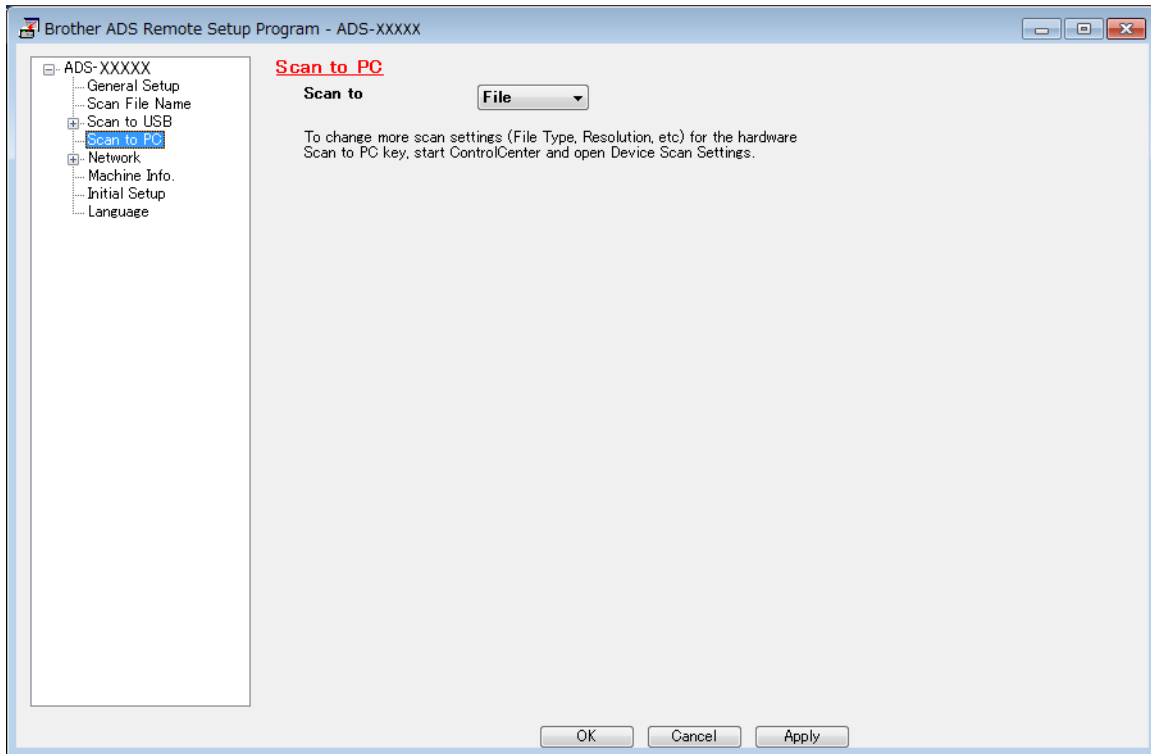 Brother ADS Remote Setup Program - ADS-XXXXX
ADS-XXXXX
General Setup
Scan File Name
Scan to USB
Scan to PC
Network
Machine Info.
Initial Setup
Language
Scan to PC
Scan to
File
To change more scan settings (File Type, Resolution, etc) for the hardware
Scan to PC key, start ControlCenter and open Device Scan Settings.
OK
Cancel
Apply